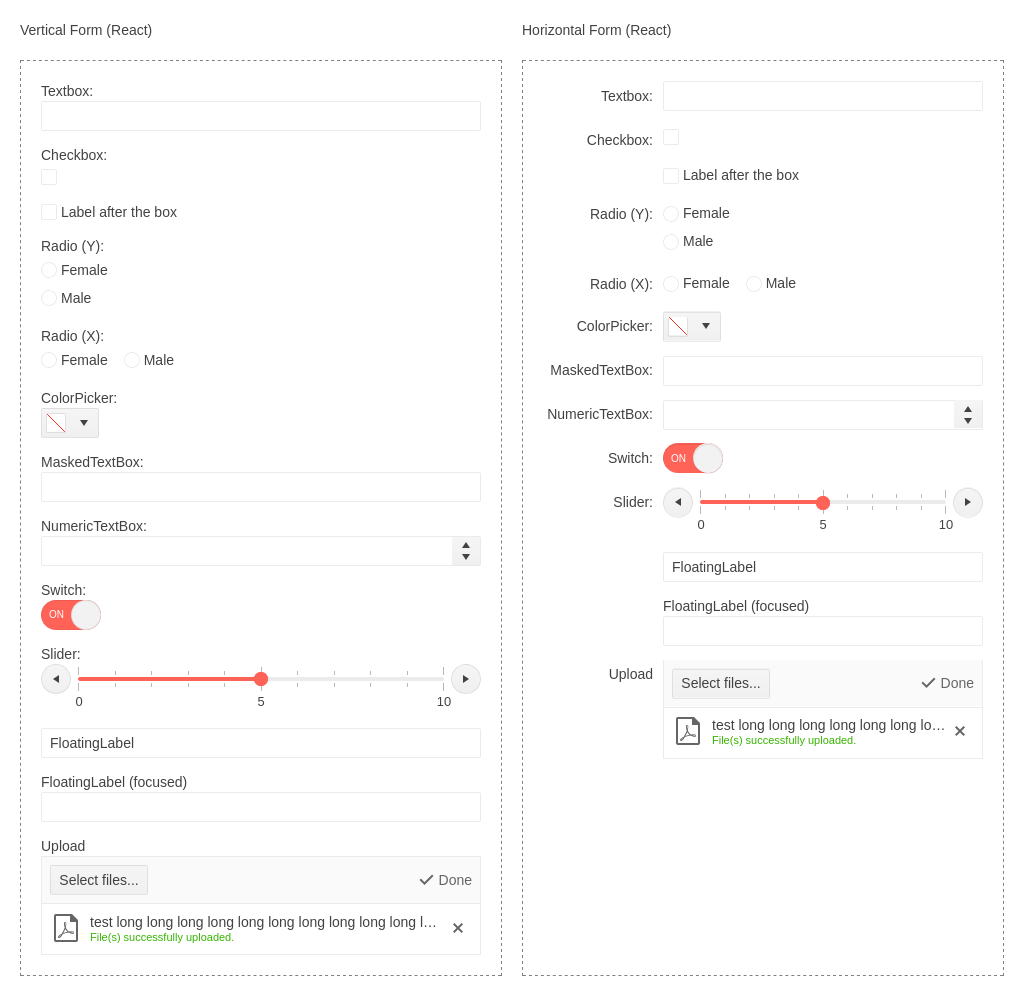 Vertical Form (React)
Textbox:
Checkbox:
Label after the box
Radio (Y):
Female
Male
Radio (X):
Female Male
ColorPicker:
MaskedTextBox:
NumericTextBox:
Switch:
ON
Slider:
0 5 10
FloatingLabel
FloatingLabel (focused)
Upload
Select files... Done
test long long long long long long long long long long l...
File(s) successfully uploaded.
Horizontal Form (React)
Textbox:
Checkbox:
Label after the box
Radio (Y): Female
Male
Radio (X): Female Male
ColorPicker:
MaskedTextBox:
NumericTextBox:
Switch: ON
Slider:
0 5 10
FloatingLabel
FloatingLabel (focused)
Upload Select files... Done
test long long long long long long lo...
File(s) successfully uploaded.